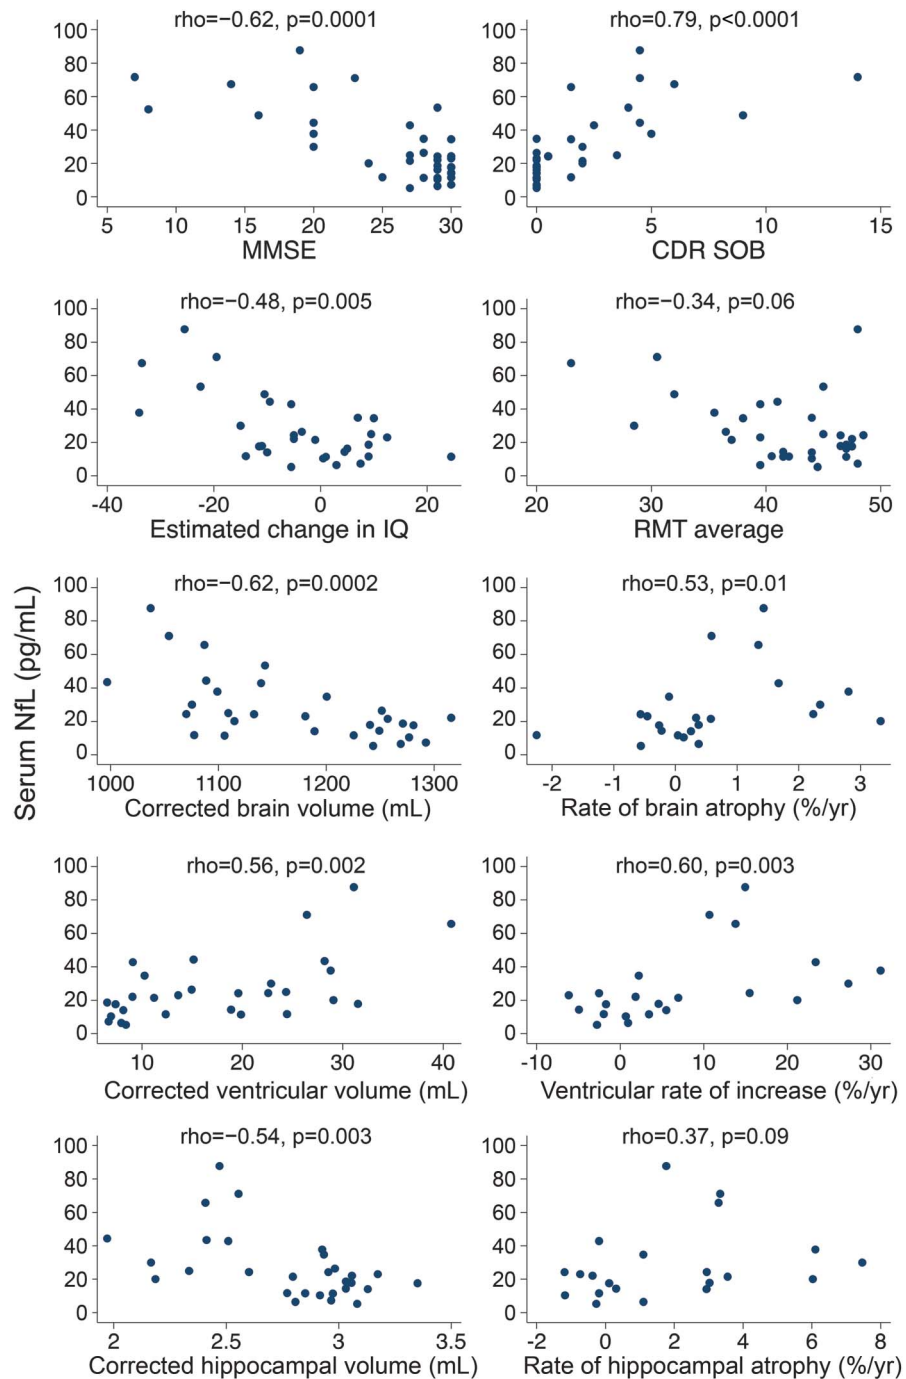 rho=−0.62, p=0.0001
100
80
60
40
20
0
5 10 15 20 25 30
MMSE
rho=0.79, p<0.0001
100
80
60
40
20
0
0 5 10 15
CDR SOB
rho=−0.48, p=0.005
100
80
60
40
20
0
-40 -20 0 20
Estimated change in IQ
rho=−0.34, p=0.06
100
80
60
40
20
0
20 30 40 50
RMT average
Serum NfL (pg/mL)
rho=−0.62, p=0.0002
100
80
60
40
20
0
1000 1100 1200 1300
Corrected brain volume (mL)
rho=0.53, p=0.01
100
80
60
40
20
0
-2 -1 0 1 2 3
Rate of brain atrophy (%/yr)
rho=0.56, p=0.002
100
80
60
40
20
0
10 20 30 40
Corrected ventricular volume (mL)
rho=0.60, p=0.003
100
80
60
40
20
0
-10 0 10 20 30
Ventricular rate of increase (%/yr)
rho=−0.54, p=0.003
100
80
60
40
20
0
2 2.5 3 3.5
Corrected hippocampal volume (mL)
rho=0.37, p=0.09
100
80
60
40
20
0
-2 0 2 4 6 8
Rate of hippocampal atrophy (%/yr)